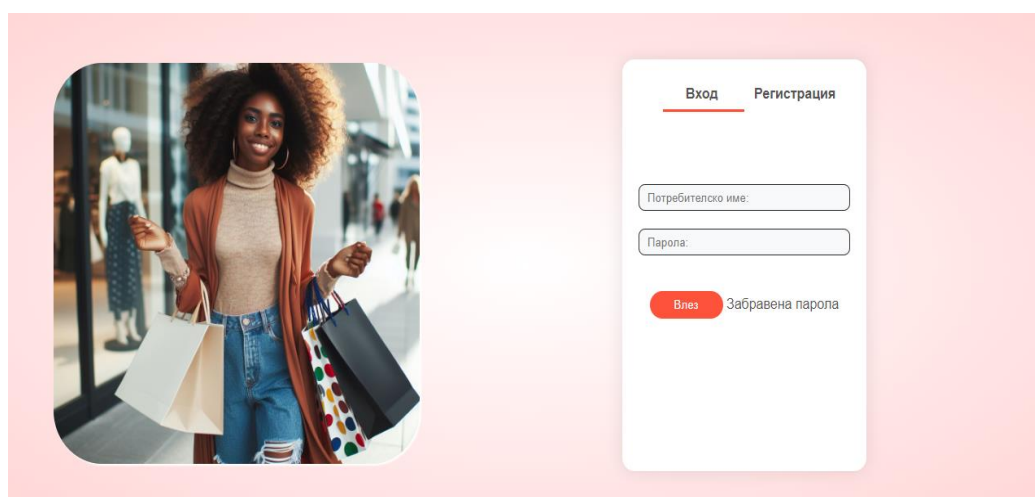 Вход Регистрация
Потребителско име:
Парола:
Влез Забравена парола